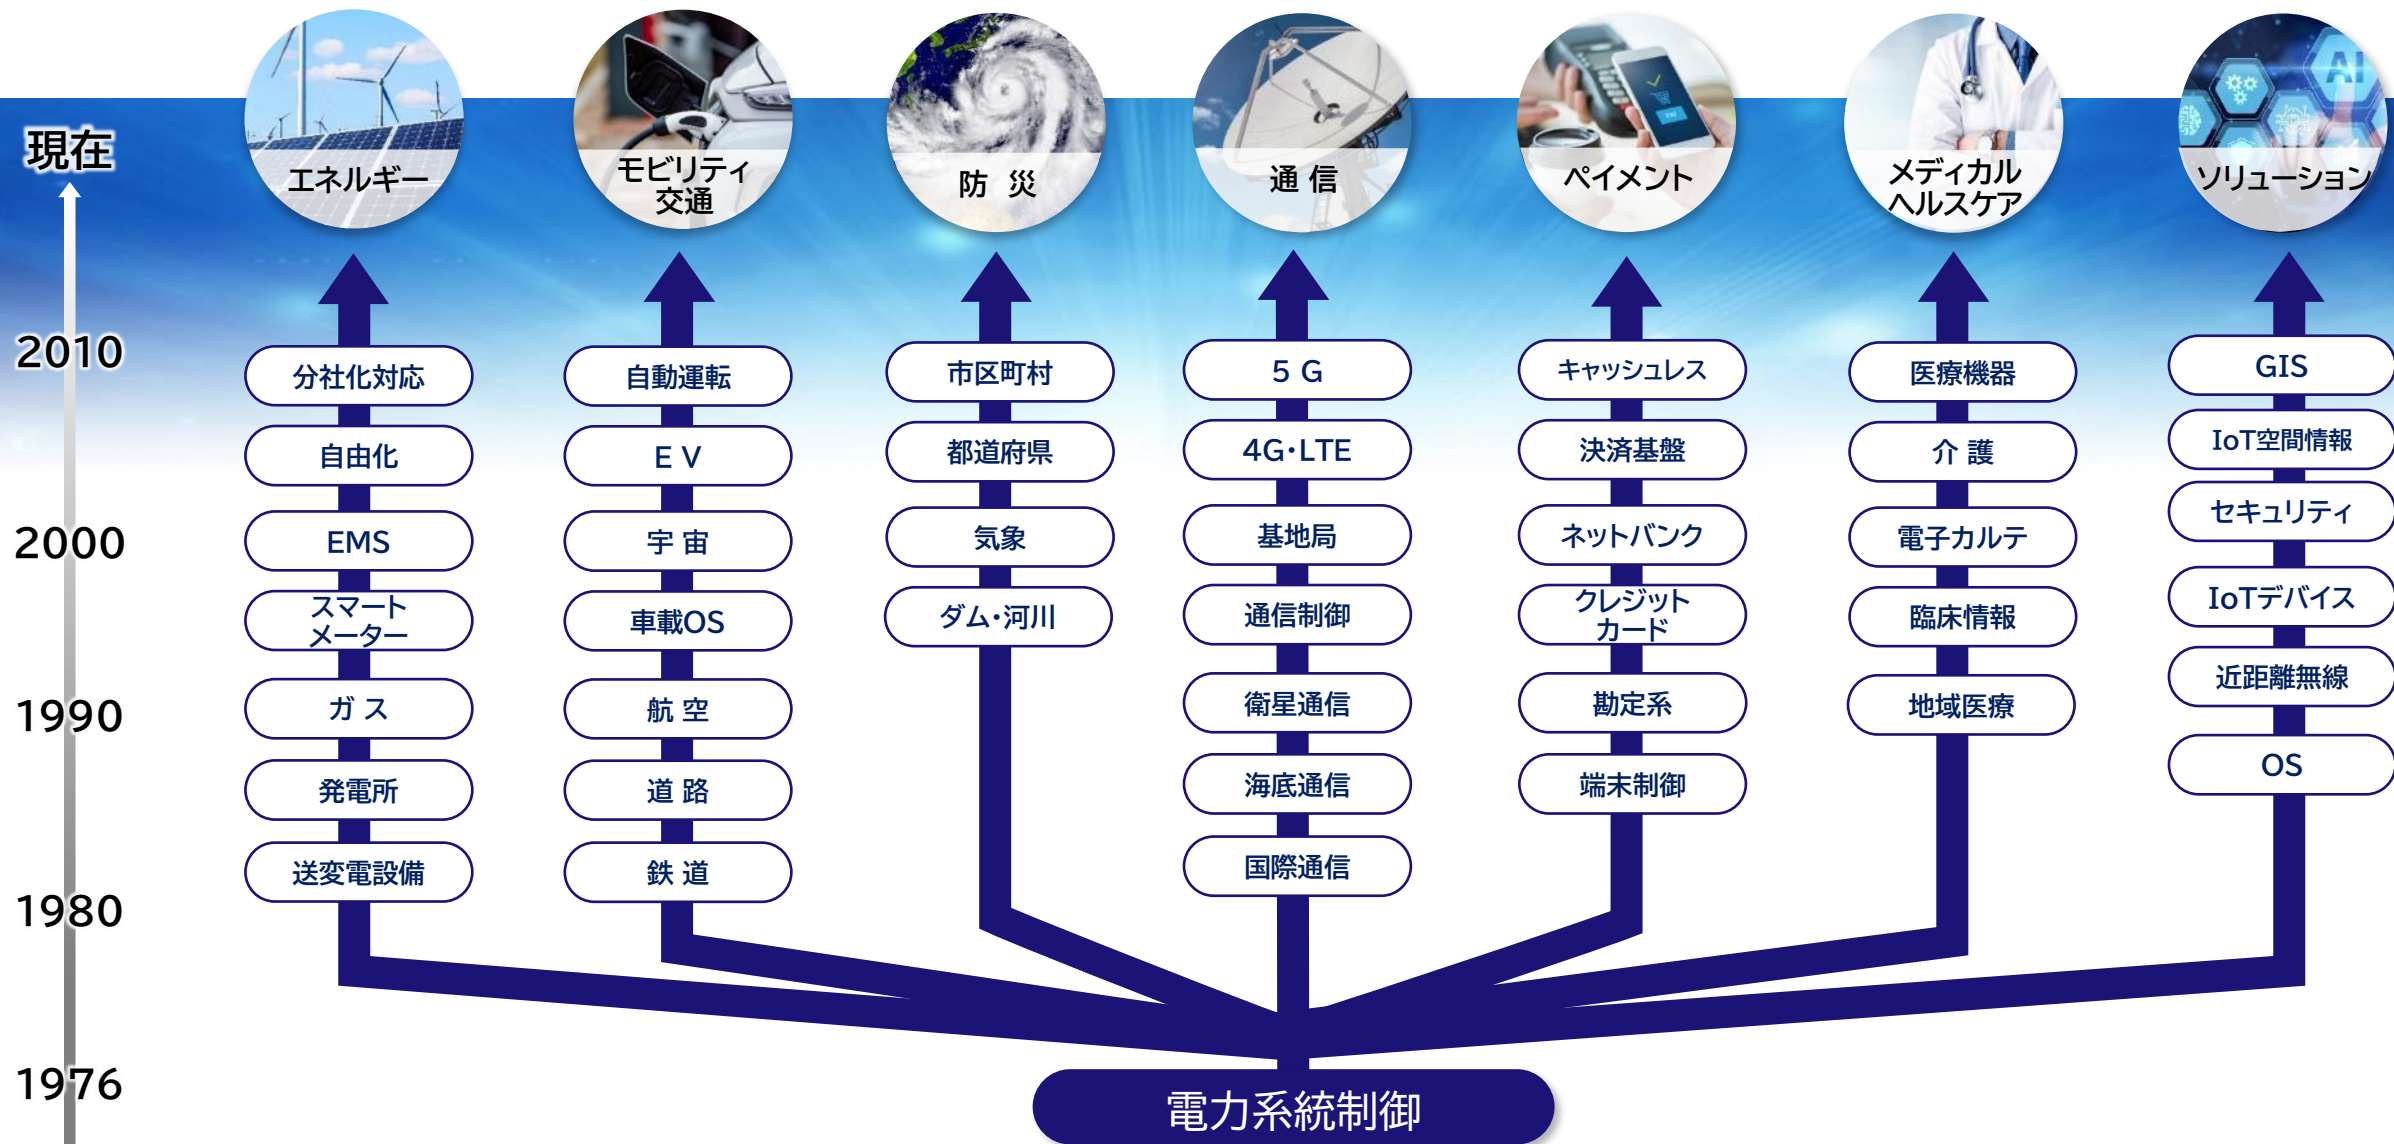 現在
2010
2000
1990
1980
1976
エネルギー
分社化対応
自由化
EMS
スマート
メーター
ガス
発電所
送変電設備
モビリティ
交通
自動運転
EV
宇宙
車載OS
航空
道路
鉄道
防災
市区町村
都道府県
気象
ダム・河川
通信
5G
4G・LTE
基地局
通信制御
衛星通信
海底通信
国際通信
ペイメント
キャッシュレス
決済基盤
ネットバンク
クレジット
カード
勘定系
端末制御
メディカル
ヘルスケア
医療機器
介護
電子カルテ
臨床情報
地域医療
AI
ソリューション
GIS
IoT空間情報
セキュリティ
IoTデバイス
近距離無線
OS
電力系統制御